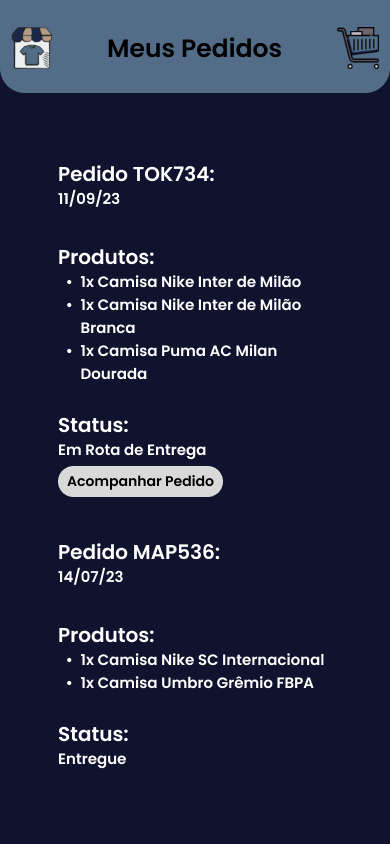 Meus Pedidos
Pedido TOK734:
11/09/23
Produtos:
• 1x Camisa Nike Inter de Milão
• 1x Camisa Nike Inter de Milão
Branca
• 1x Camisa Puma AC Milan
Dourada
Status:
Em Rota de Entrega
Acompanhar Pedido
Pedido MAP536:
14/07/23
Produtos:
• 1x Camisa Nike SC Internacional
• 1x Camisa Umbro Grêmio FBPA
Status:
Entregue